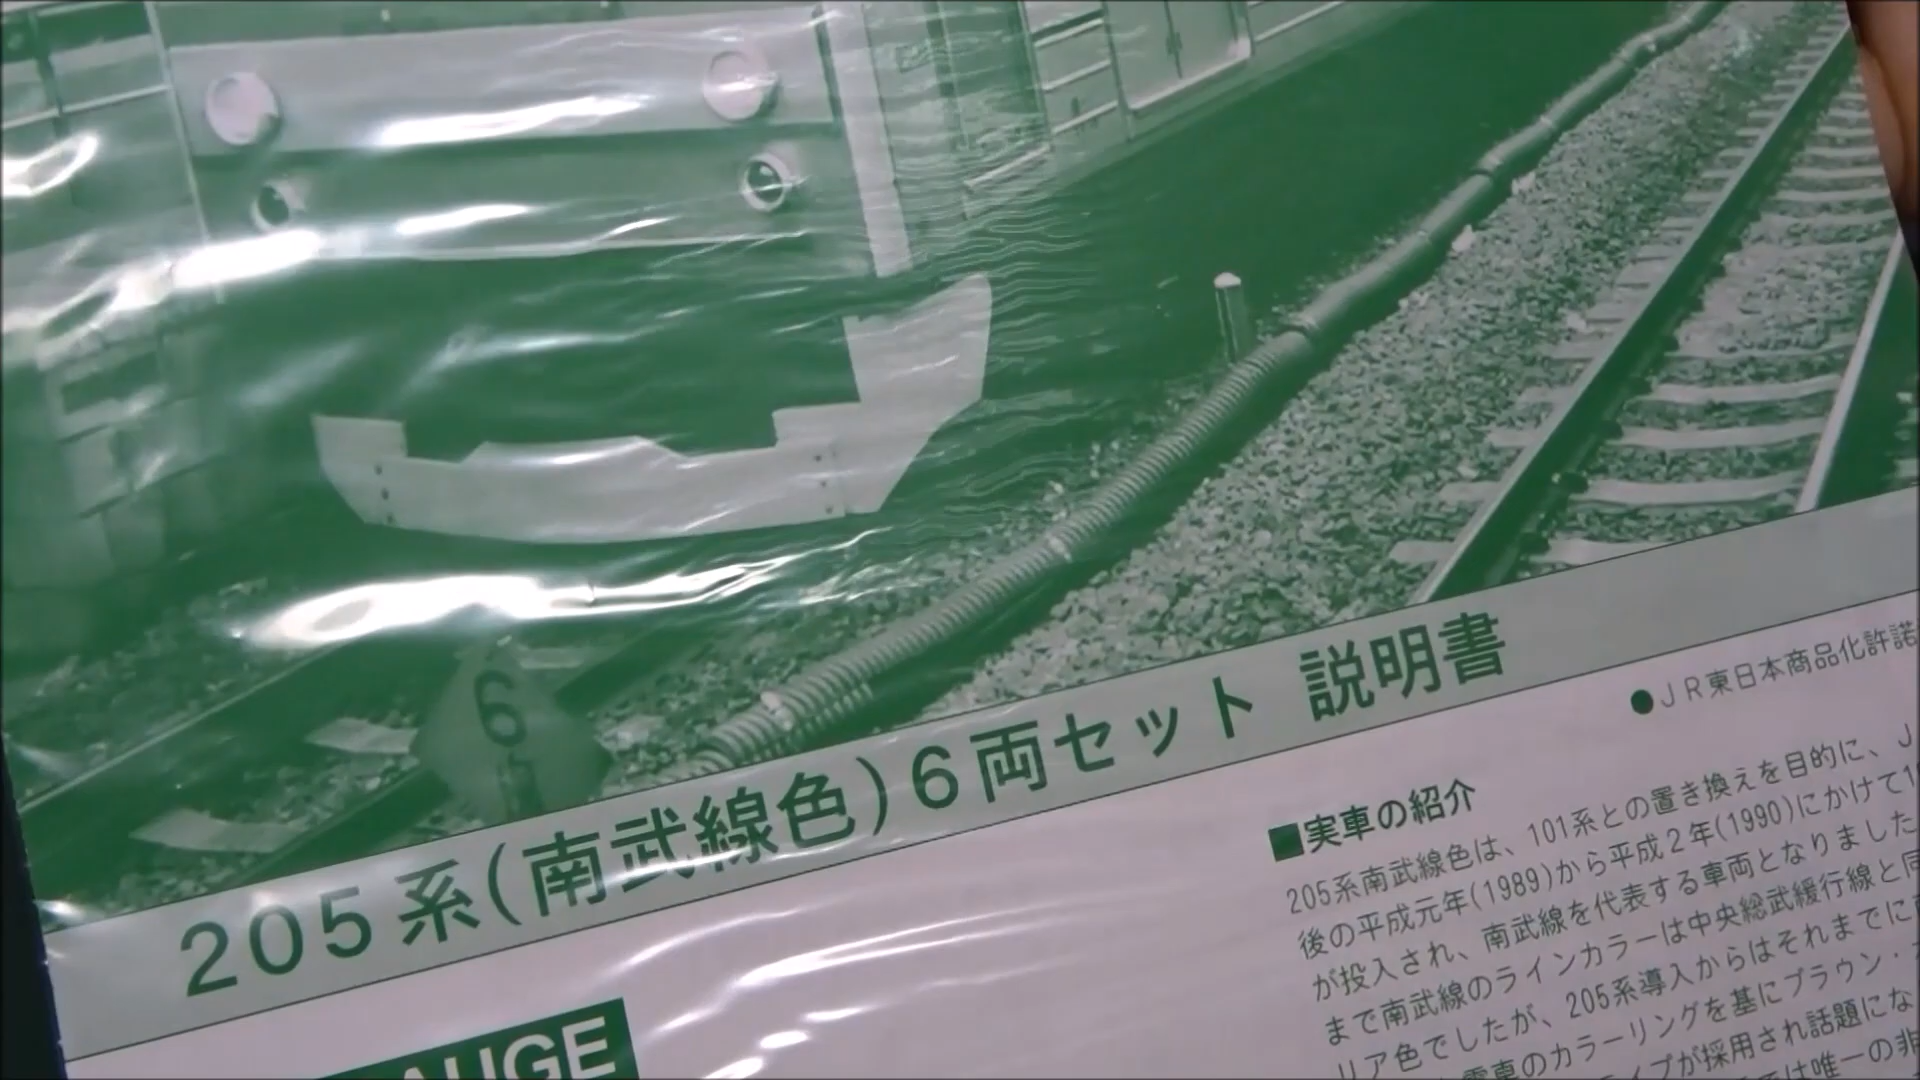 6
205系(南武線色)6両セット 説明書
●JR東日本商品化許諾
■実車の紹介
205系南武線色は、101系との置き換えを目的に、J
後の平成元年(1989)から平成2年(1990)にかけて1
が投入され、南武線を代表する車両となりました
まで南武線のラインカラーは中央総武緩行線と同
リア色でしたが、205系導入からはそれまでに
電車のカラーリングを基にブラウン・
イプが採用され話題にな
は唯一の非
AUGE